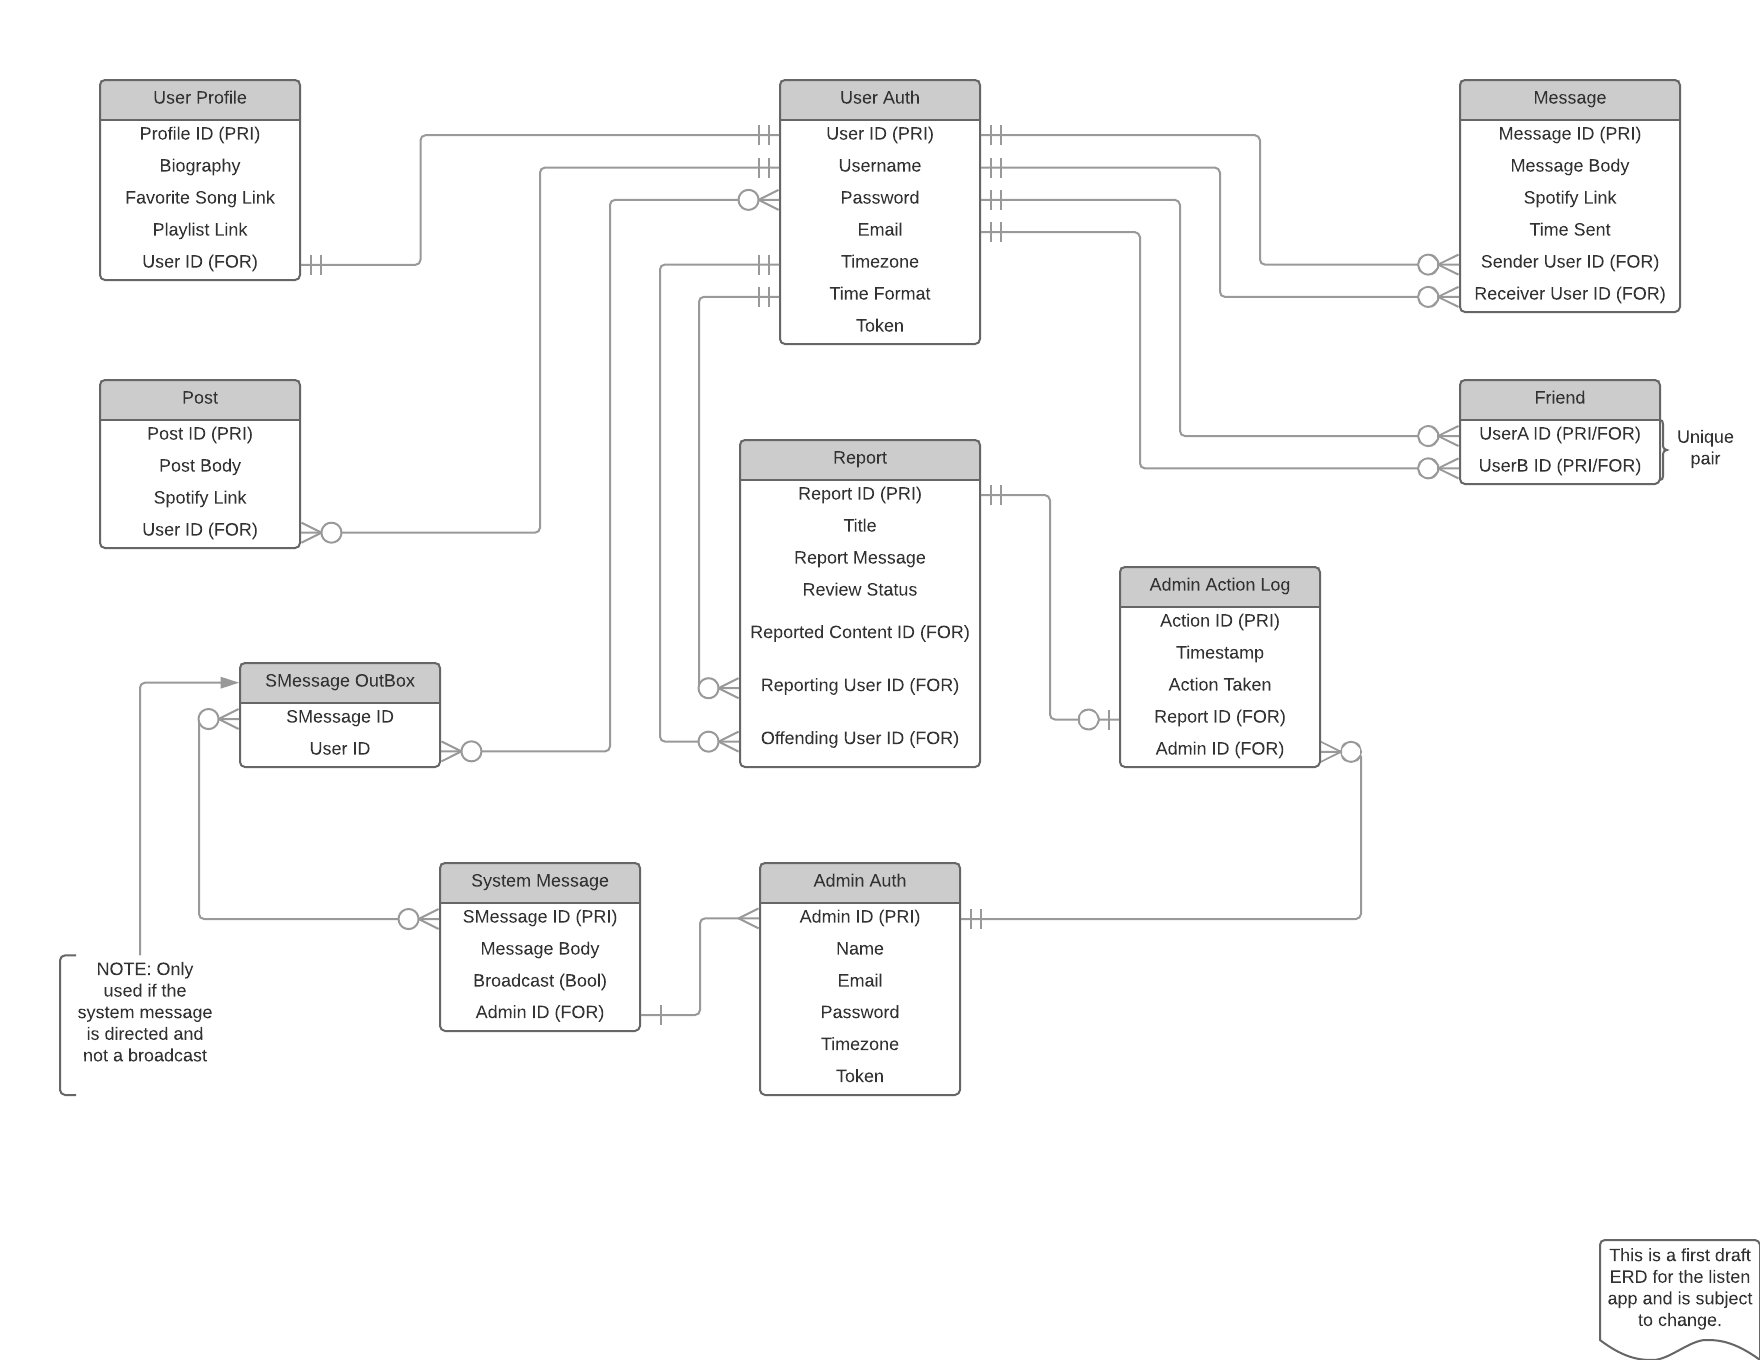 User Profile
Profile ID (PRI)
Biography
Favorite Song Link
Playlist Link
User ID (FOR)
User Auth
User ID (PRI)
Username
Password
Email
Timezone
Time Format
Token
Message
Message ID (PRI)
Message Body
Spotify Link
Time Sent
Sender User ID (FOR)
Receiver User ID (FOR)
Post
Post ID (PRI)
Post Body
Spotify Link
User ID (FOR)
Report
Report ID (PRI)
Title
Report Message
Review Status
Reported Content ID (FOR)
Reporting User ID (FOR)
Offending User ID (FOR)
Friend
UserA ID (PRI/FOR)
UserB ID (PRI/FOR)
Unique
pair
Admin Action Log
Action ID (PRI)
Timestamp
Action Taken
Report ID (FOR)
Admin ID (FOR)
SMessage OutBox
SMessage ID
User ID
System Message
SMessage ID (PRI)
Message Body
Broadcast (Bool)
Admin ID (FOR)
Admin Auth
Admin ID (PRI)
Name
Email
Password
Timezone
Token
NOTE: Only
used if the
system message
is directed and
not a broadcast
This is a first draft
ERD for the listen
app and is subject
to change.